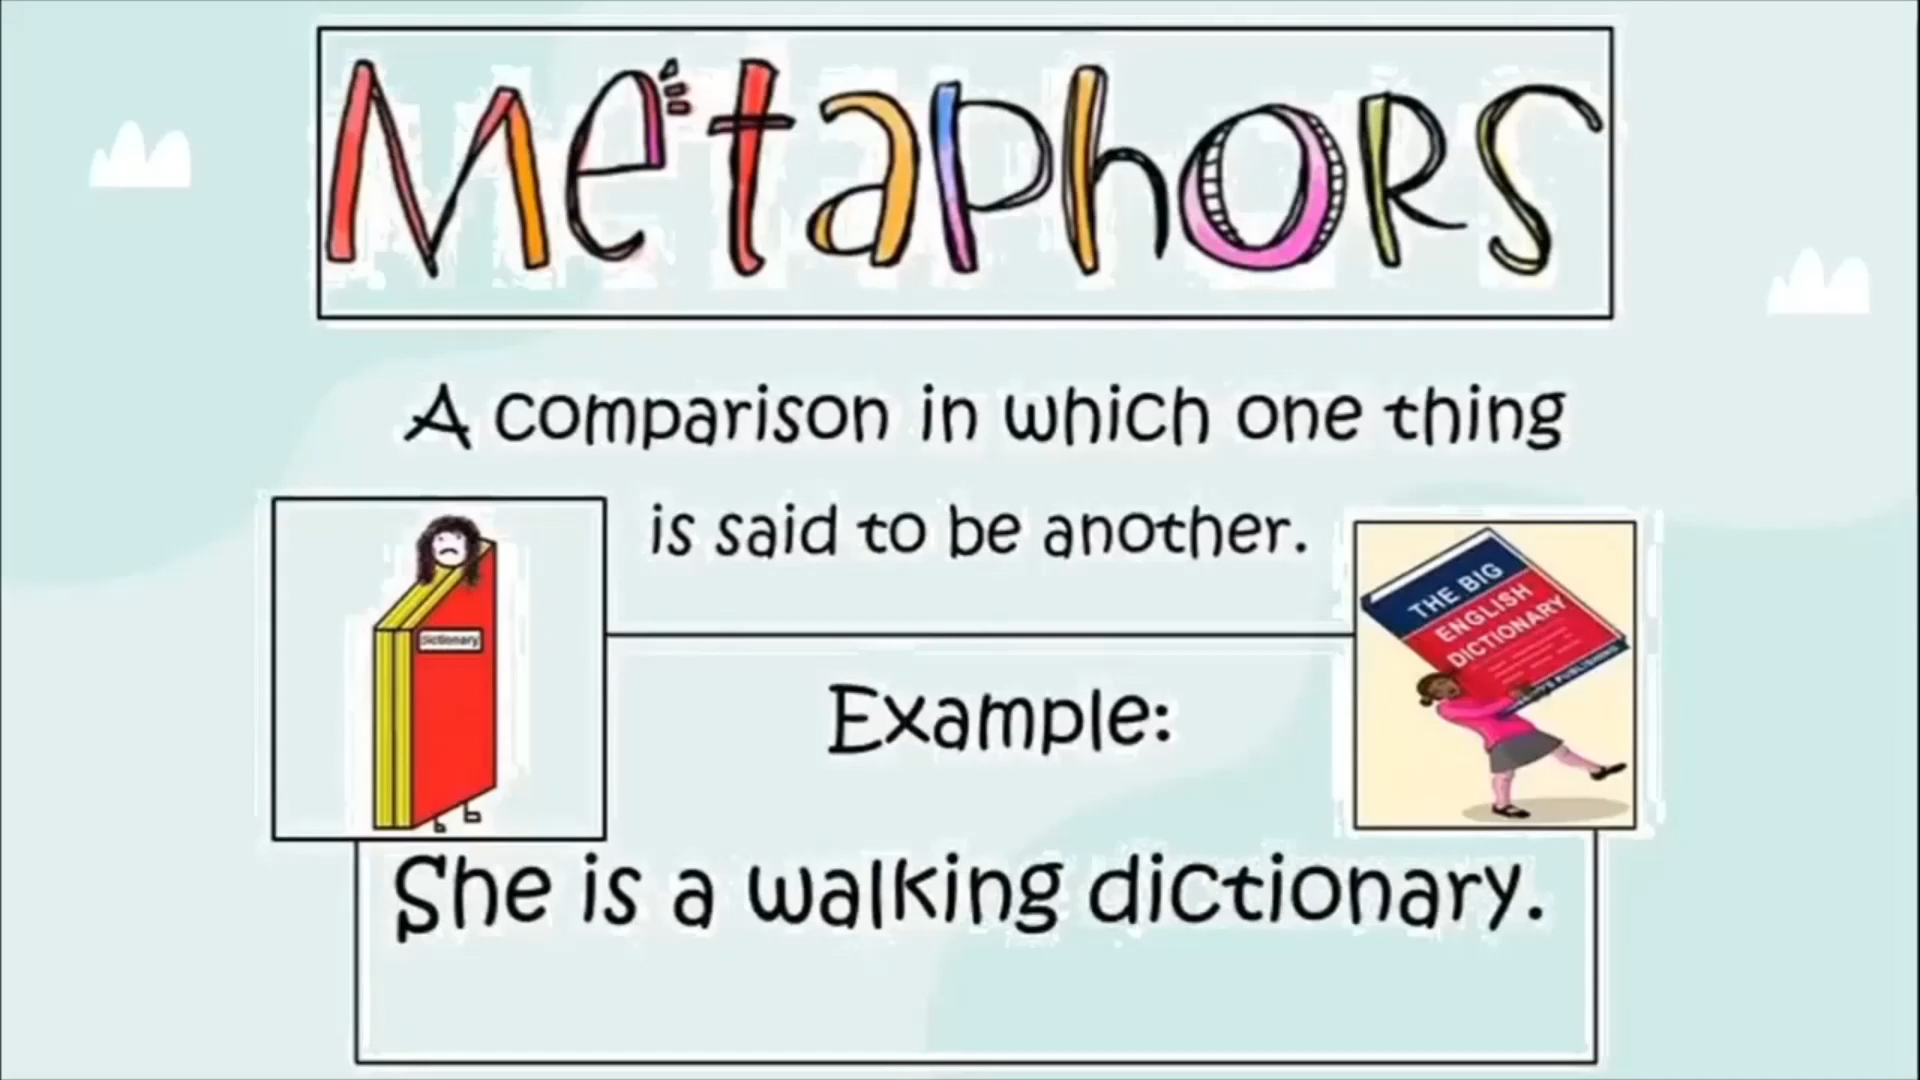 Metaphors
A comparison in which one thing
is said to be another.
Dictionary
THE BIG
ENGLISH
DICTIONARY
PUBLISHING
Example:
She is a walking dictionary.